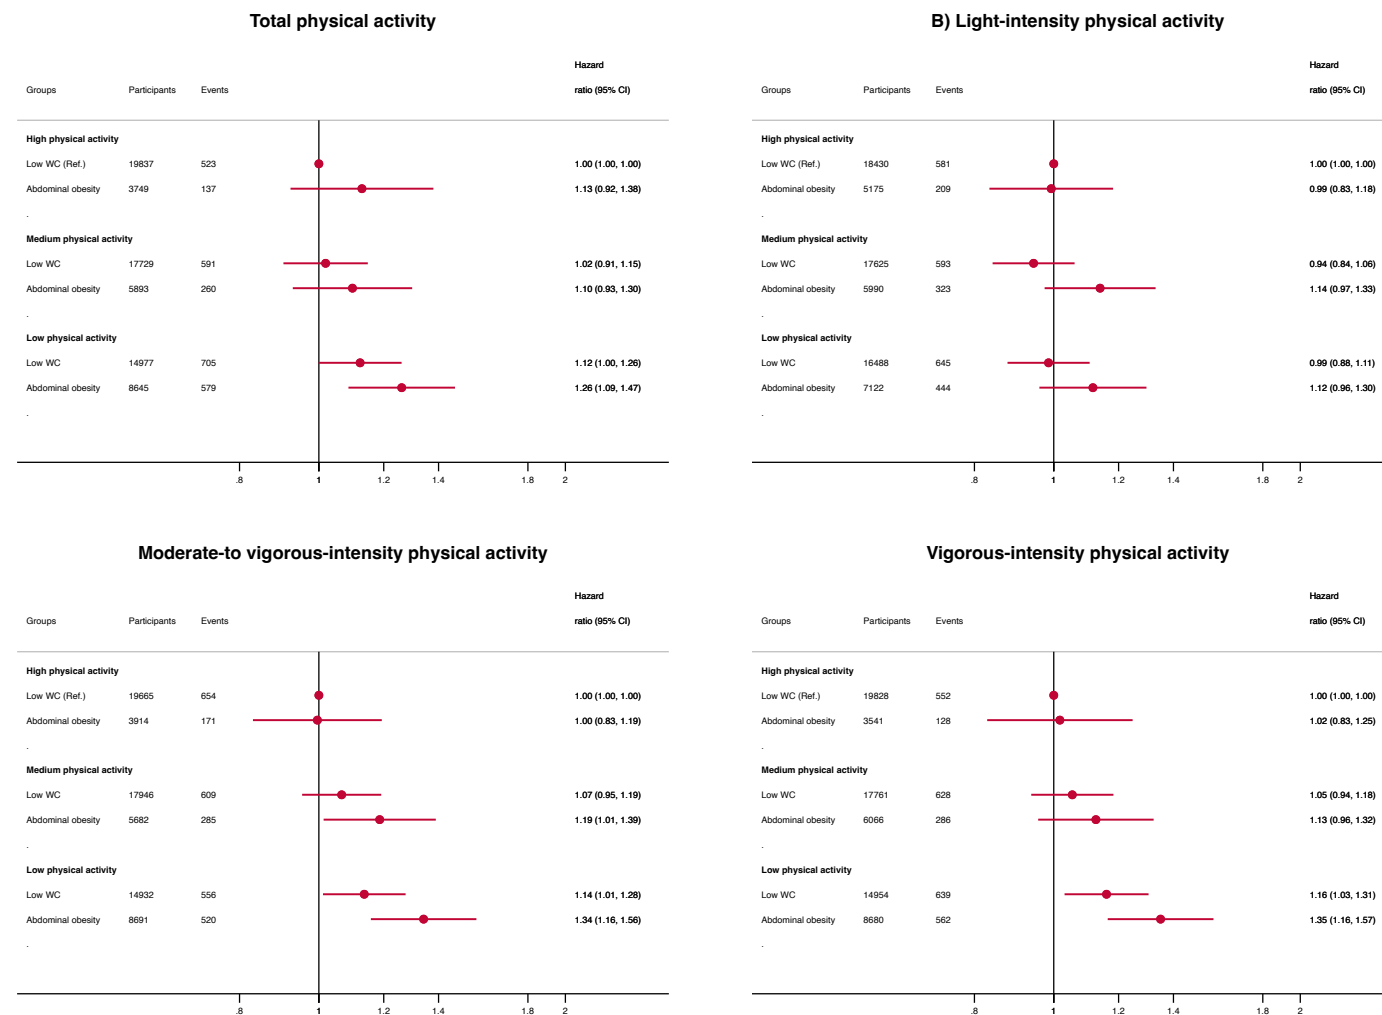 Total physical activity
Hazard
Groups Participants Events ratio (95% CI)
High physical activity
Low WC (Ref.) 19837 523 1.00 (1.00, 1.00)
Abdominal obesity 3749 137 1.13 (0.92, 1.38)
.
Medium physical activity
Low WC 17729 591 1.02 (0.91, 1.15)
Abdominal obesity 5893 260 1.10 (0.93, 1.30)
.
Low physical activity
Low WC 14977 705 1.12 (1.00, 1.26)
Abdominal obesity 8645 579 1.26 (1.09, 1.47)
.
.8 1 1.2 1.4 1.8 2
B) Light-intensity physical activity
Hazard
Groups Participants Events ratio (95% CI)
High physical activity
Low WC (Ref.) 18430 581 1.00 (1.00, 1.00)
Abdominal obesity 5175 209 0.99 (0.83, 1.18)
.
Medium physical activity
Low WC 17625 593 0.94 (0.84, 1.06)
Abdominal obesity 5990 323 1.14 (0.97, 1.33)
.
Low physical activity
Low WC 16488 645 0.99 (0.88, 1.11)
Abdominal obesity 7122 444 1.12 (0.96, 1.30)
.
.8 1 1.2 1.4 1.8 2
Moderate-to vigorous-intensity physical activity
Hazard
Groups Participants Events ratio (95% CI)
High physical activity
Low WC (Ref.) 19665 654 1.00 (1.00, 1.00)
Abdominal obesity 3914 171 1.00 (0.83, 1.19)
.
Medium physical activity
Low WC 17946 609 1.07 (0.95, 1.19)
Abdominal obesity 5682 285 1.19 (1.01, 1.39)
.
Low physical activity
Low WC 14932 556 1.14 (1.01, 1.28)
Abdominal obesity 8691 520 1.34 (1.16, 1.56)
.
.8 1 1.2 1.4 1.8 2
Vigorous-intensity physical activity
Hazard
Groups Participants Events ratio (95% CI)
High physical activity
Low WC (Ref.) 19828 552 1.00 (1.00, 1.00)
Abdominal obesity 3541 128 1.02 (0.83, 1.25)
.
Medium physical activity
Low WC 17761 628 1.05 (0.94, 1.18)
Abdominal obesity 6066 286 1.13 (0.96, 1.32)
.
Low physical activity
Low WC 14954 639 1.16 (1.03, 1.31)
Abdominal obesity 8680 562 1.35 (1.16, 1.57)
.
.8 1 1.2 1.4 1.8 2